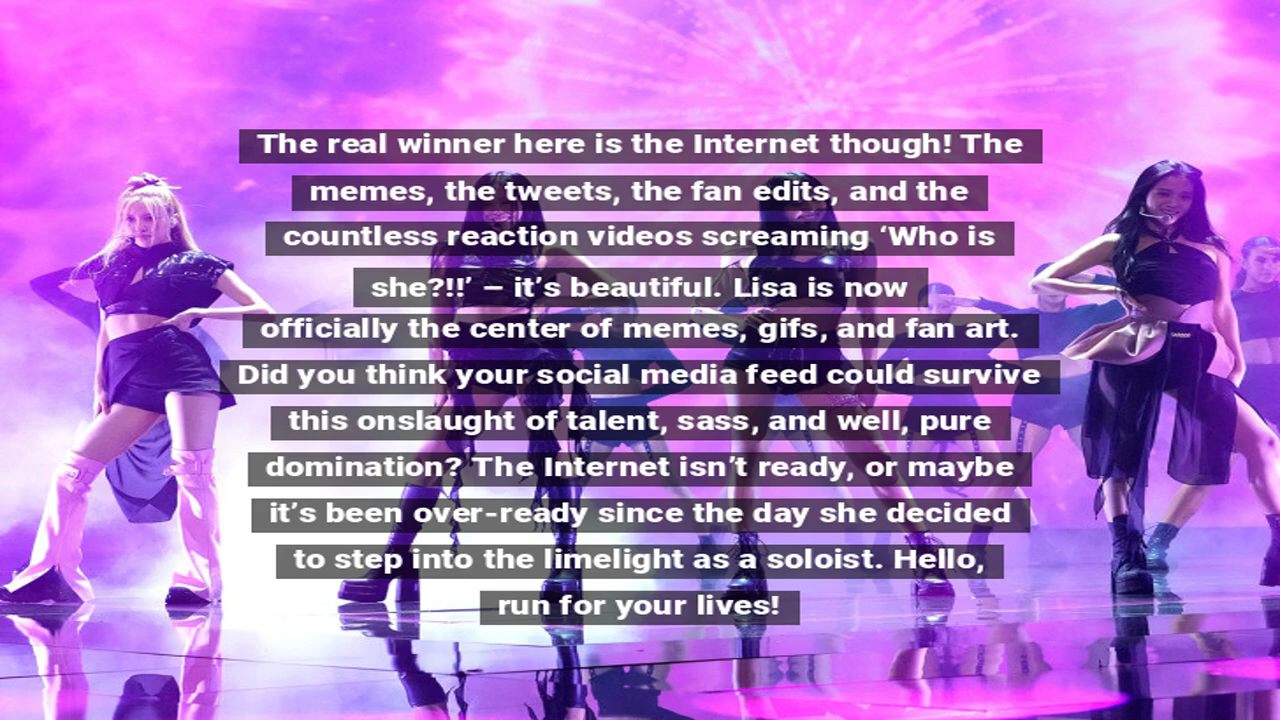 The real winner here is the Internet though! The
memes, the tweets, the fan edits, and the
countless reaction videos screaming ‘Who is
she?!!’ – it’s beautiful. Lisa is now
officially the center of memes, gifs, and fan art.
Did you think your social media feed could survive
this onslaught of talent, sass, and well, pure
domination? The Internet isn’t ready, or maybe
it’s been over-ready since the day she decided
to step into the limelight as a soloist. Hello,
run for your lives!